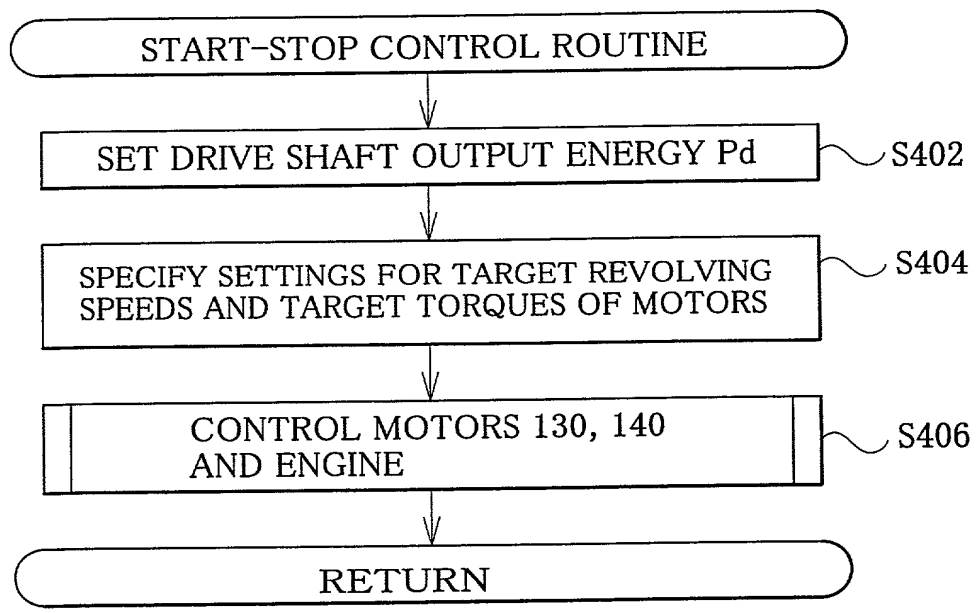 START-STOP CONTROL ROUTINE
SET DRIVE SHAFT OUTPUT ENERGY Pd
S402
SPECIFY SETTINGS FOR TARGET REVOLVING
SPEEDS AND TARGET TORQUES OF MOTORS
S404
CONTROL MOTORS 130, 140
AND ENGINE
S406
RETURN